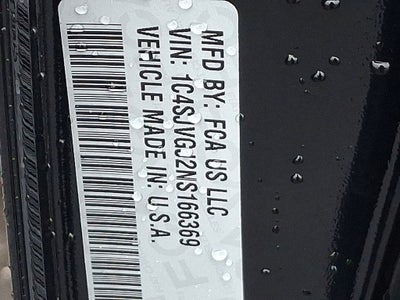 MFD BY: FCA US LLC
VIN: 1C4SJVGJ2NS166369
VEHICLE MADE IN: U.S.A.